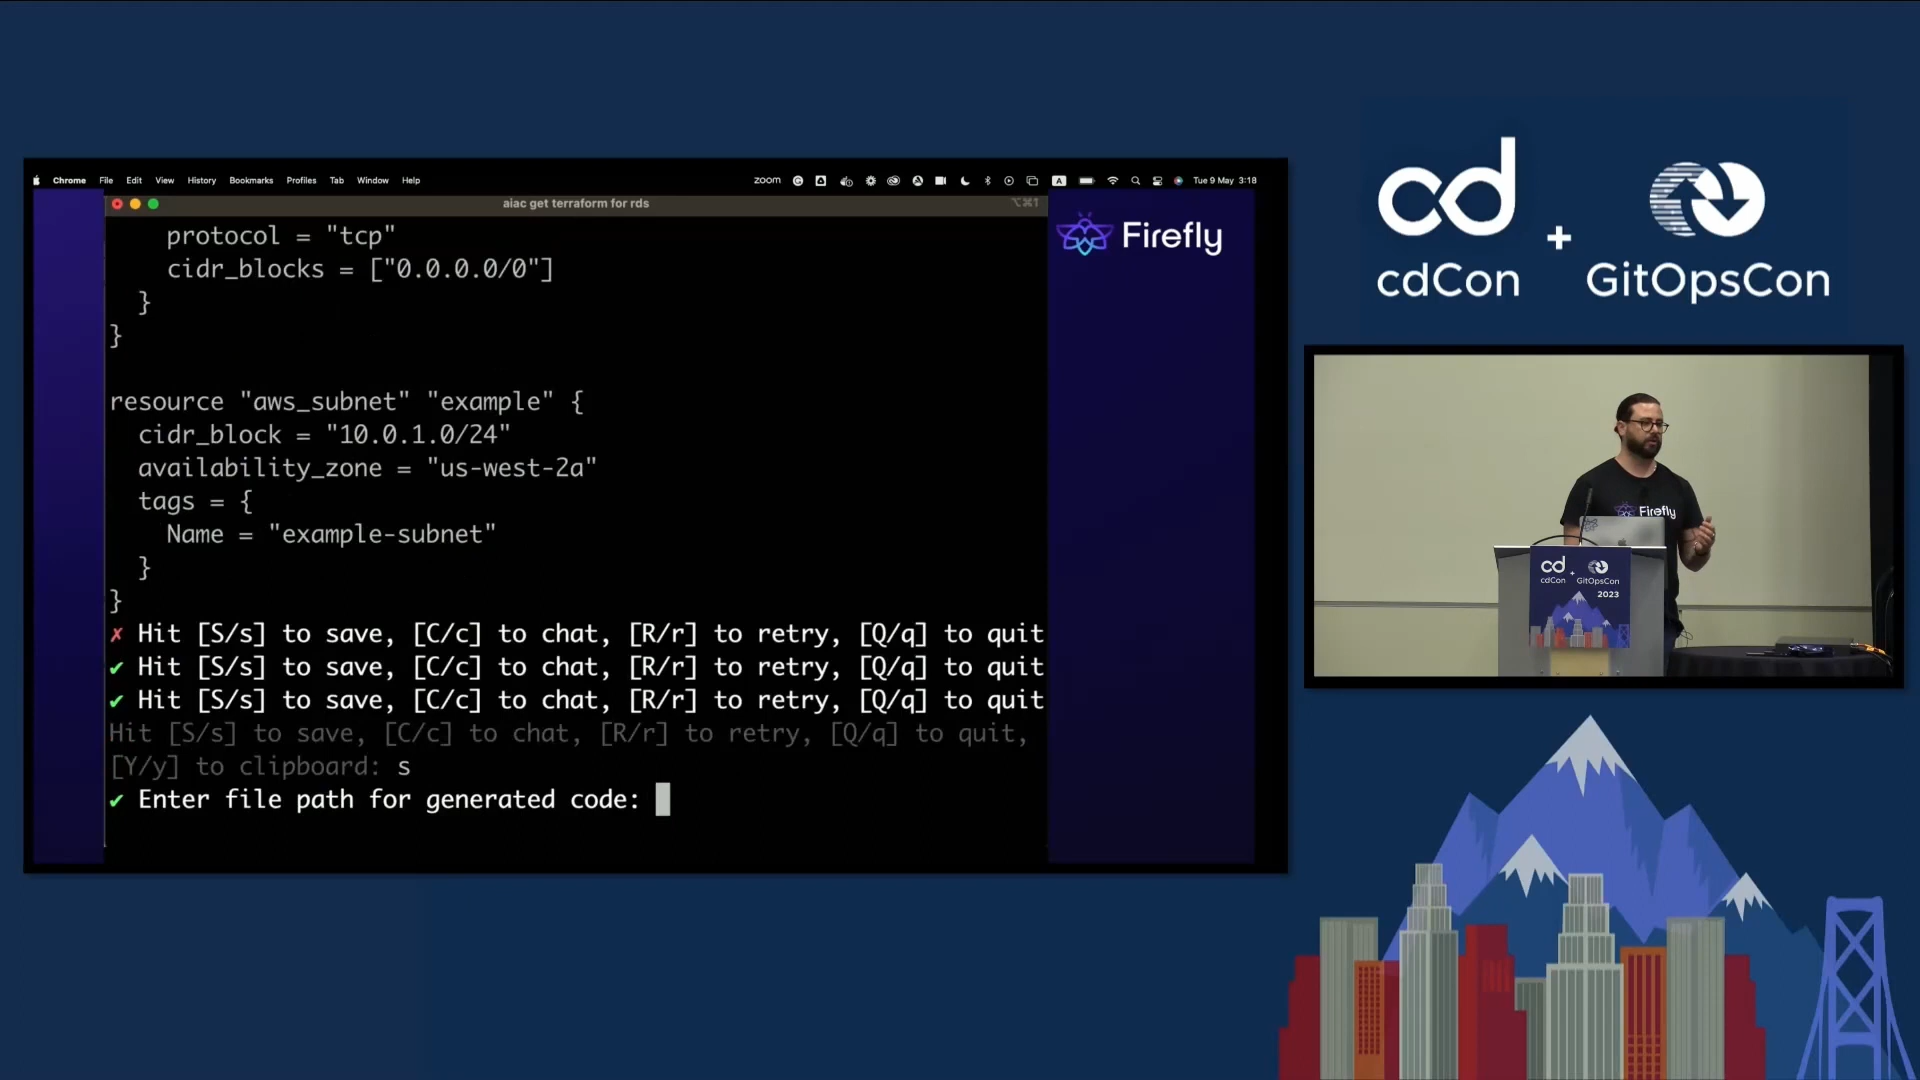 Chrome File Edit View History Bookmarks Profiles Tab Window Help
zoom
A
Tue 9 May 3:18
aiac get terraform for rds
⌥⌘1
protocol = "tcp"
cidr_blocks = ["0.0.0.0/0"]
}
}
resource "aws_subnet" "example" {
cidr_block = "10.0.1.0/24"
availability_zone = "us-west-2a"
tags = {
Name = "example-subnet"
}
}
✗ Hit [S/s] to save, [C/c] to chat, [R/r] to retry, [Q/q] to quit
✔ Hit [S/s] to save, [C/c] to chat, [R/r] to retry, [Q/q] to quit
✔ Hit [S/s] to save, [C/c] to chat, [R/r] to retry, [Q/q] to quit
Hit [S/s] to save, [C/c] to chat, [R/r] to retry, [Q/q] to quit,
[Y/y] to clipboard: s
✔ Enter file path for generated code:
Firefly
cd
cdCon + GitOpsCon
Firefly
cd
cdCon + GitOpsCon
2023